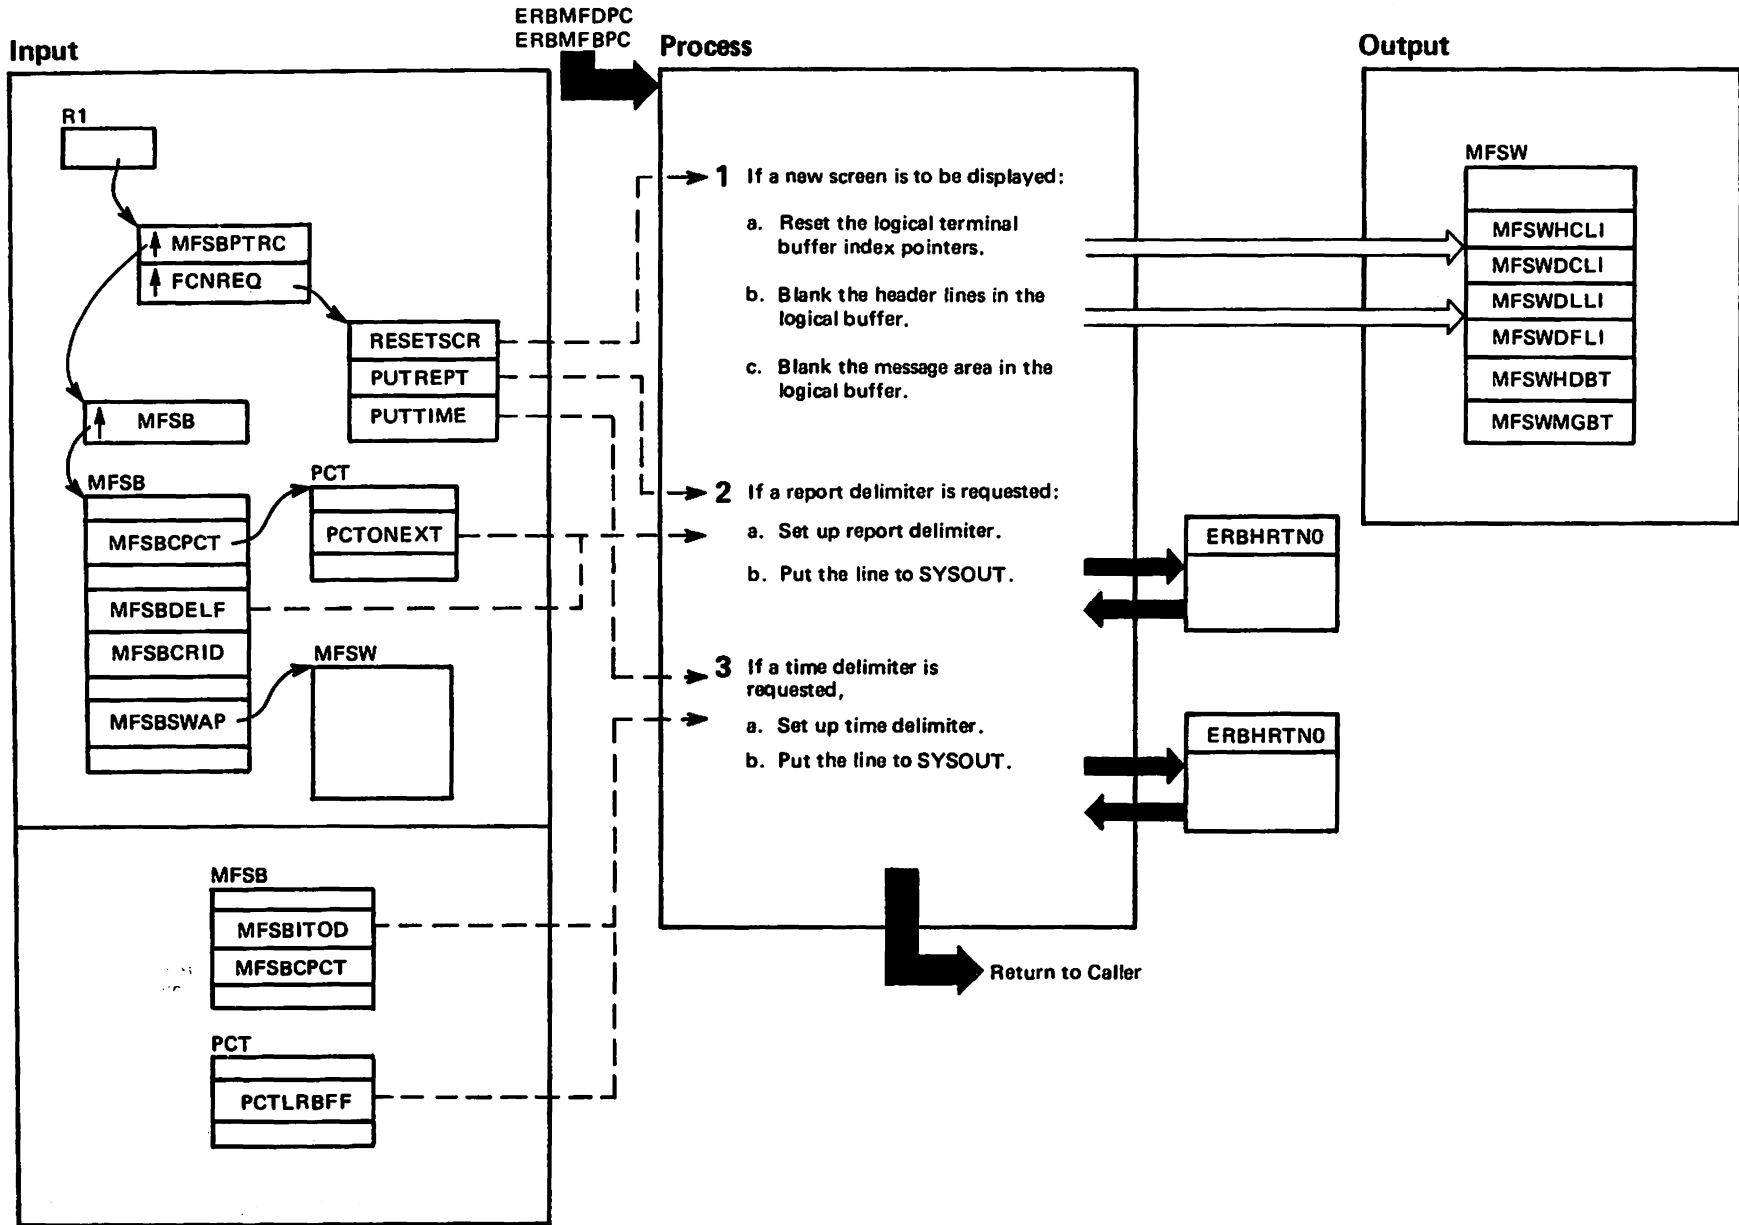 ERBMFDPC
ERBMFBPC
Input
Process
Output
R1
MFSBPTRC
FCNREQ
RESETSCR
PUTREPT
PUTTIME
MFSB
MFSB
MFSBCPCT
MFSBDELF
MFSBCRID
MFSBSWAP
PCT
PCTONEXT
MFSW
MFSB
MFSBITOD
MFSBCPCT
PCT
PCTLRBFF
1 If a new screen is to be displayed:
a. Reset the logical terminal
buffer index pointers.
b. Blank the header lines in the
logical buffer.
c. Blank the message area in the
logical buffer.
2 If a report delimiter is requested:
a. Set up report delimiter.
b. Put the line to SYSOUT.
3 If a time delimiter is
requested,
a. Set up time delimiter.
b. Put the line to SYSOUT.
Return to Caller
ERBHRTN0
ERBHRTN0
MFSW
MFSWHCLI
MFSWDCLI
MFSWDLLI
MFSWDFLI
MFSWHDBT
MFSWMGBT